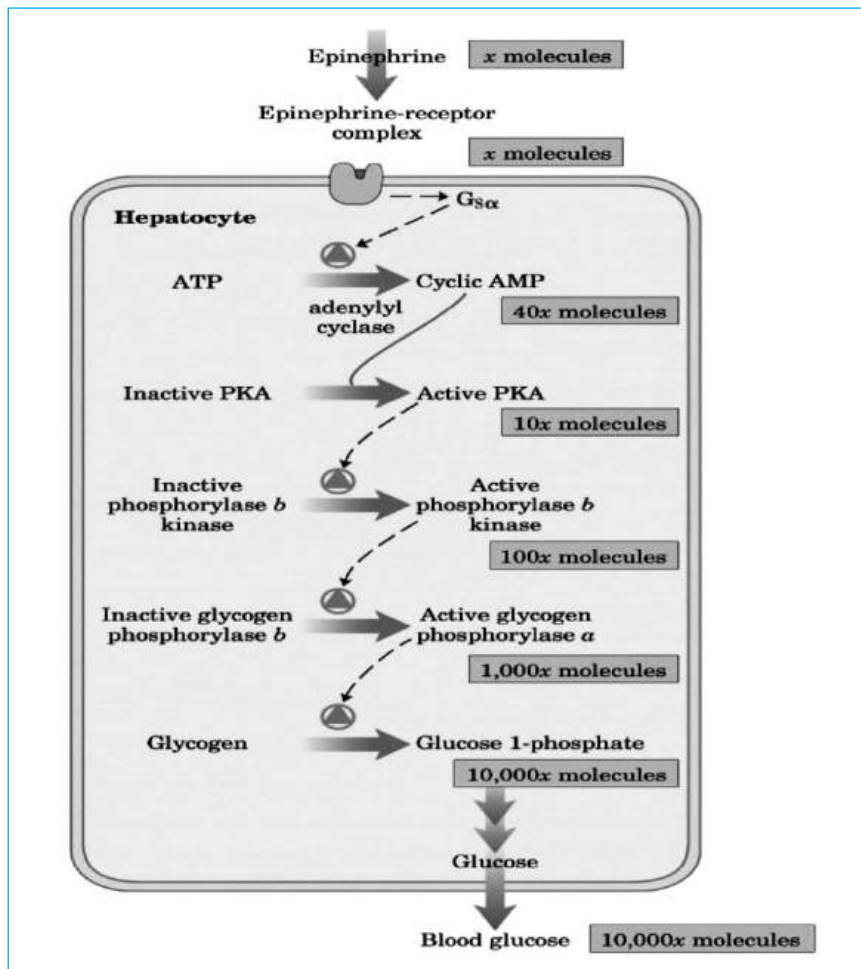 Epinephrine
x molecules
Epinephrine-receptor
complex
x molecules
GSα
Hepatocyte
ATP
Cyclic AMP
adenylyl
cyclase
40x molecules
Inactive PKA
Active PKA
10x molecules
Inactive
phosphorylase b
kinase
Active
phosphorylase b
kinase
100x molecules
Inactive glycogen
phosphorylase b
Active glycogen
phosphorylase a
1,000x molecules
Glycogen
Glucose 1-phosphate
10,000x molecules
Glucose
Blood glucose
10,000x molecules